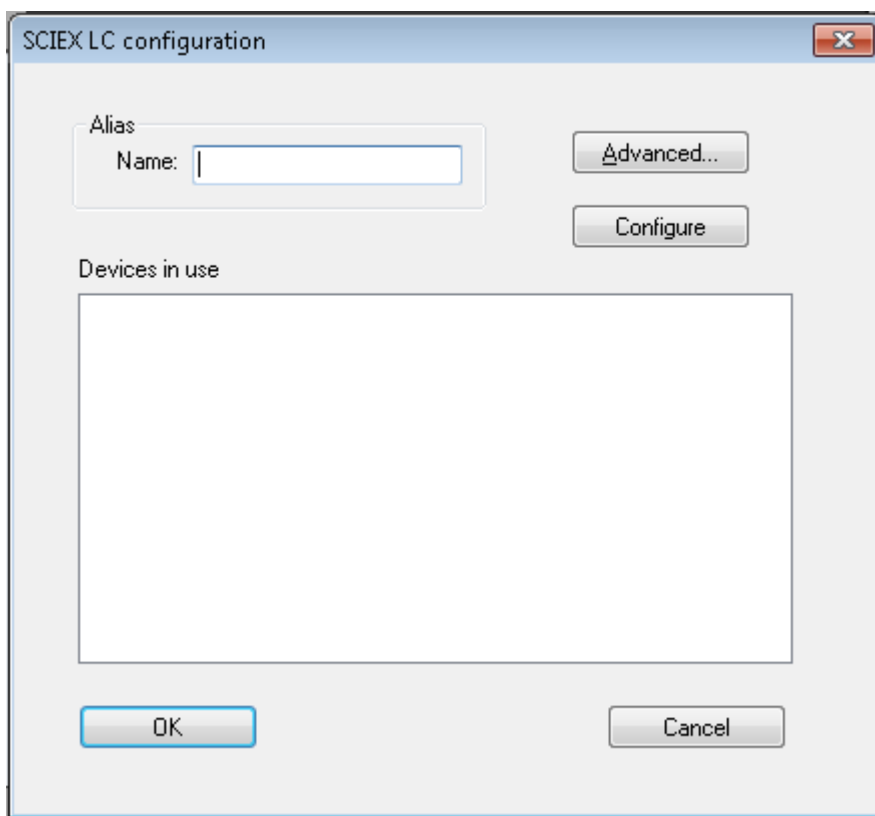 SCIEX LC configuration
Alias
Name:
Advanced...
Configure
Devices in use
OK
Cancel